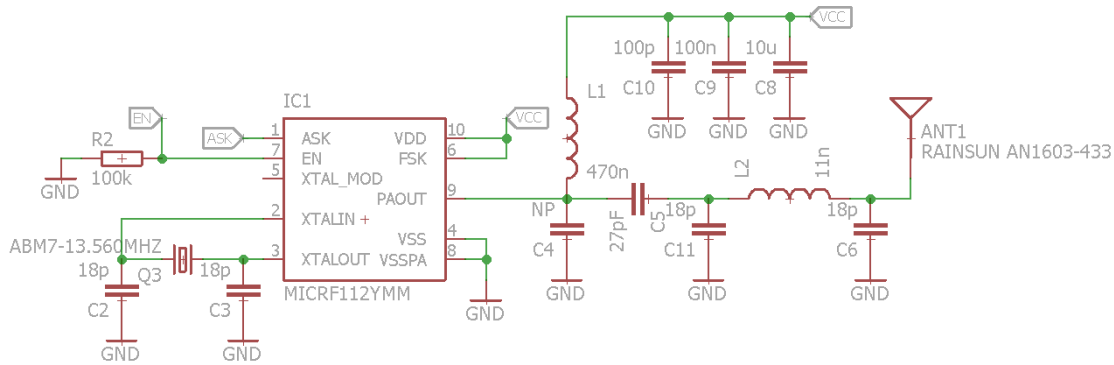 VCC
100p
100n
10u
C10
C9
C8
GND
GND
GND
L1
470n
IC1
EN
ASK
R2
100k
GND
1
ASK
7
EN
5
XTAL_MOD
2
XTALIN +
3
XTALOUT
VDD
10
FSK
6
PAOUT
9
VSS
4
VSSPA
8
MICRF112YMM
VCC
GND
ABM7-13.560MHZ
18p
Q3
18p
C2
C3
GND
GND
NP
C4
GND
27pF
C5
18p
C11
GND
L2
11n
18p
C6
GND
ANT1
RAINSUN AN1603-433